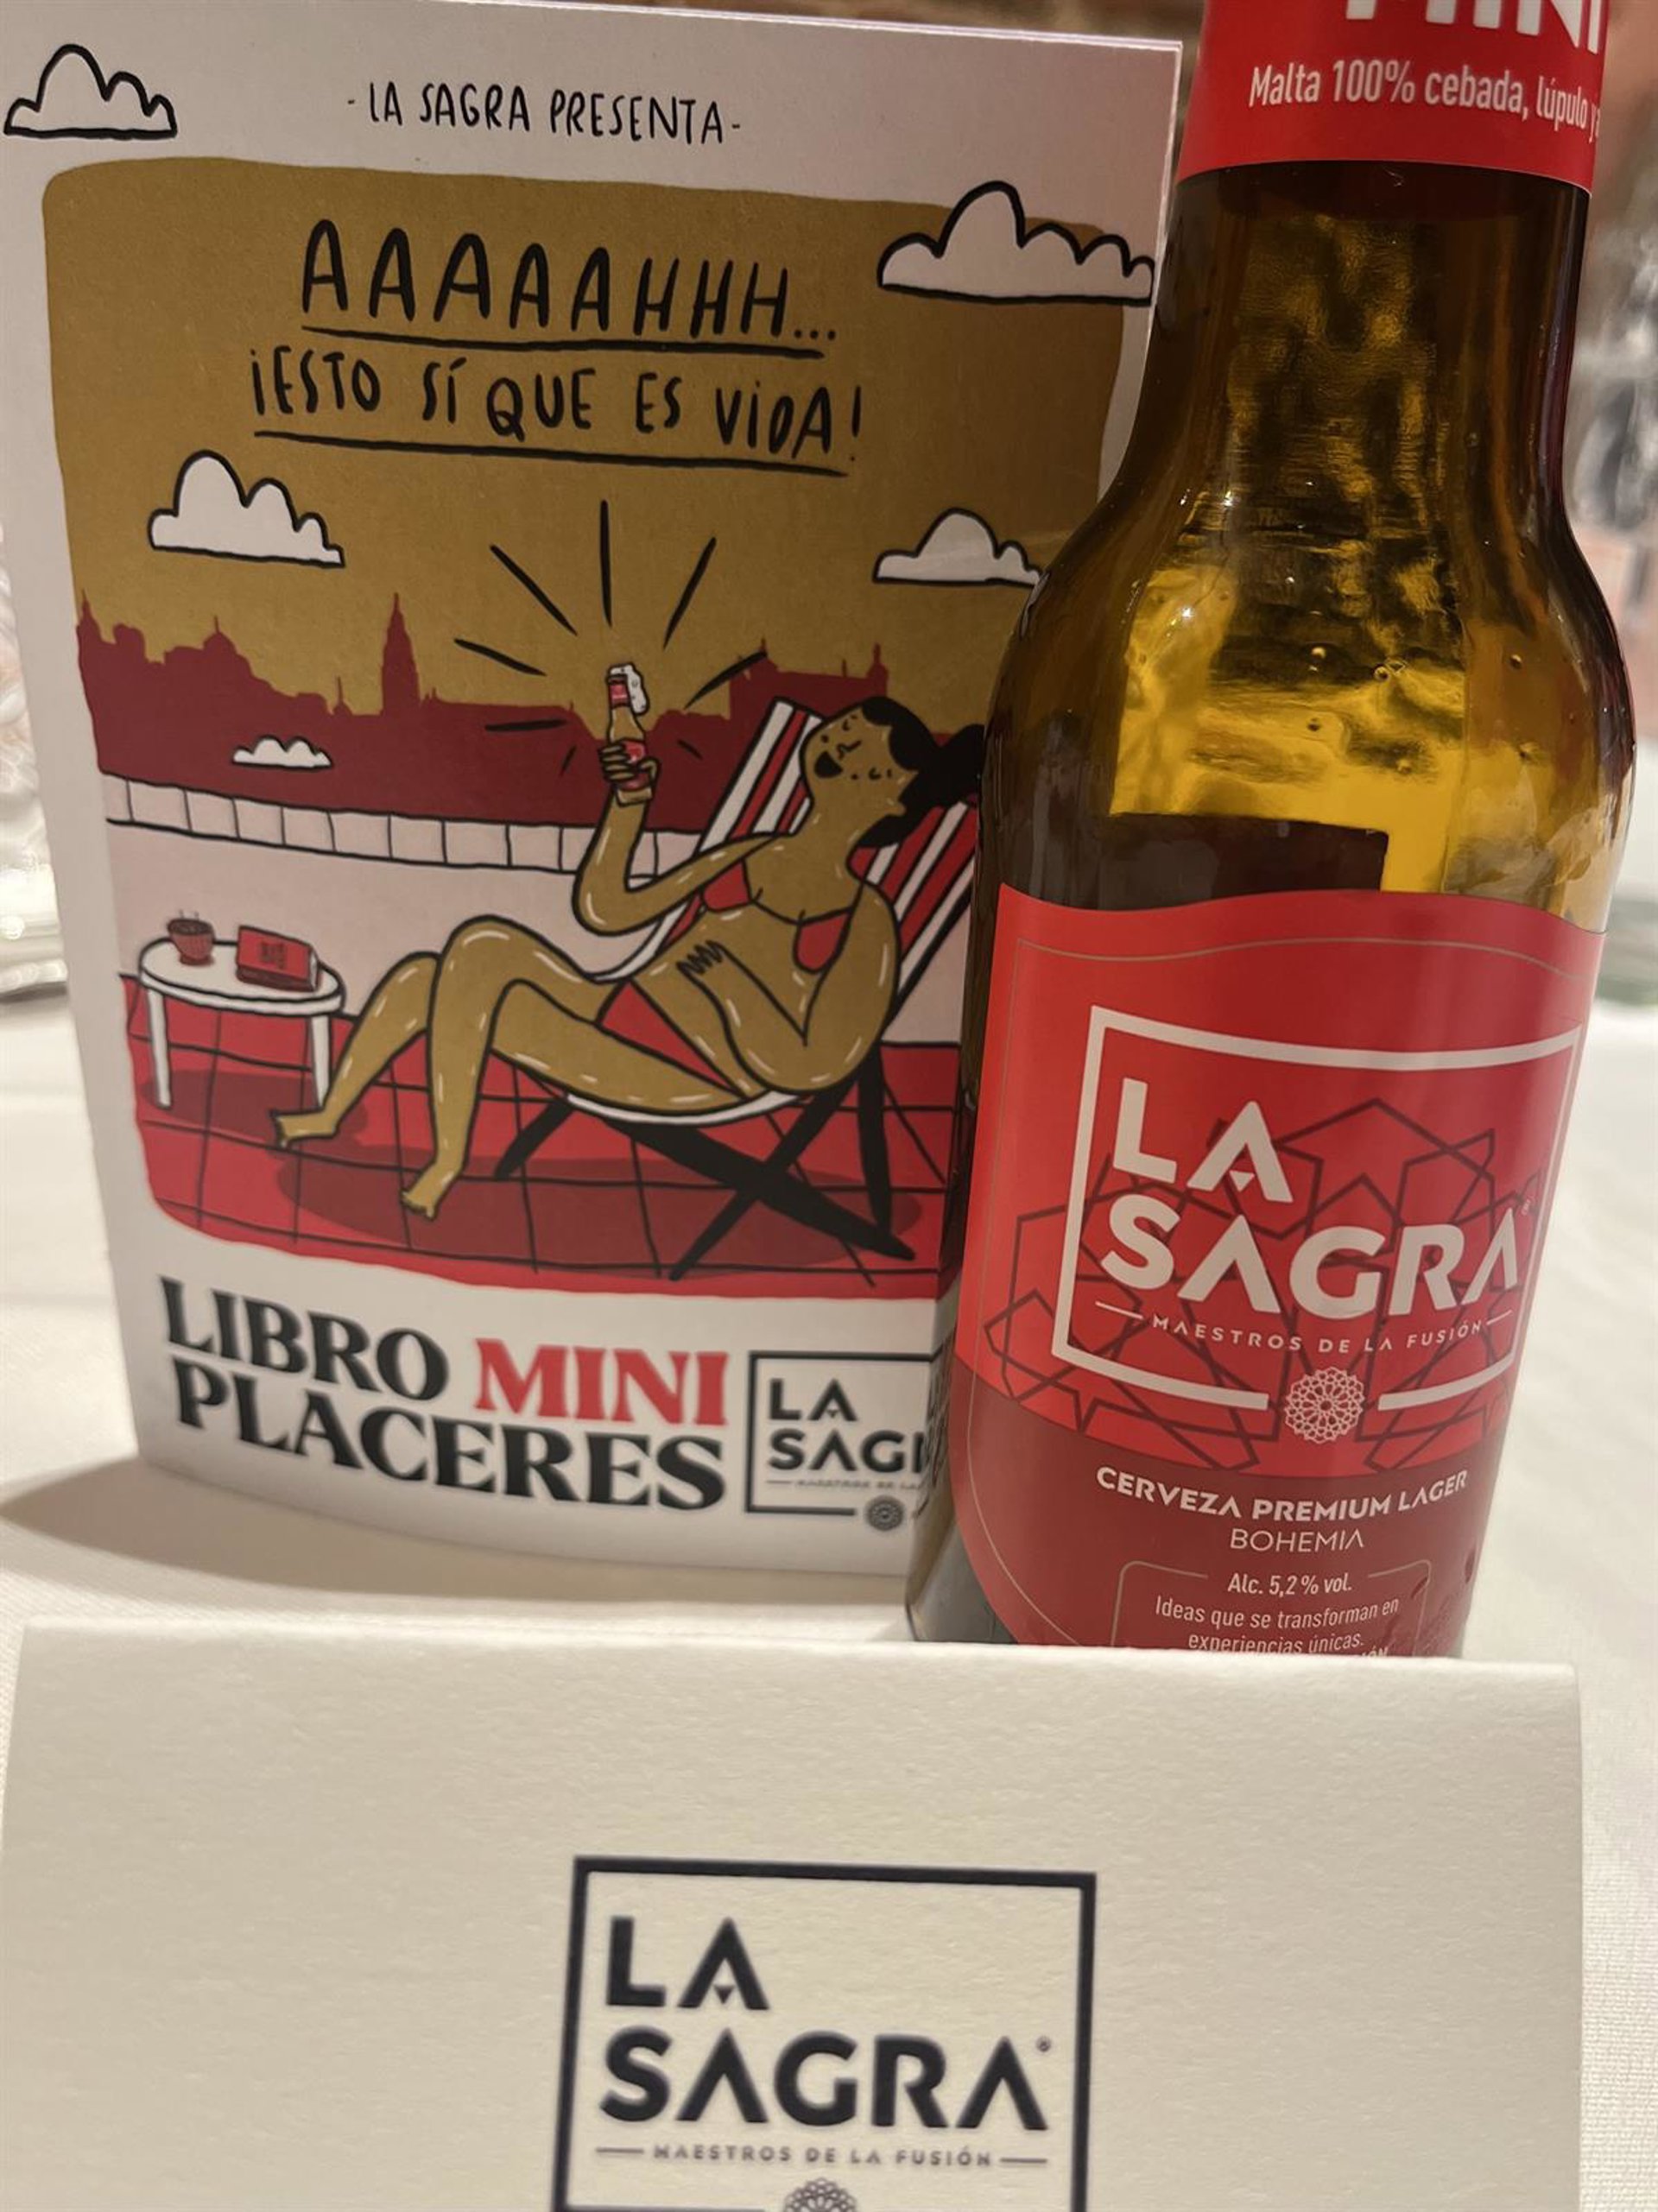 - LA SAGRA PRESENTA -
AAAAAHHH...
¡ESTO SÍ QUE ES VIDA!
LIBRO MINI
PLACERES
LA
MINI
Malta 100% cebada, lúpulo y
LA
SAGRA®
MAESTROS DE LA FUSIÓN
CERVEZA PREMIUM LAGER
BOHEMIA
Alc. 5,2% vol.
Ideas que se transforman en
experiencias únicas.
LA
SAGRA®
MAESTROS DE LA FUSIÓN